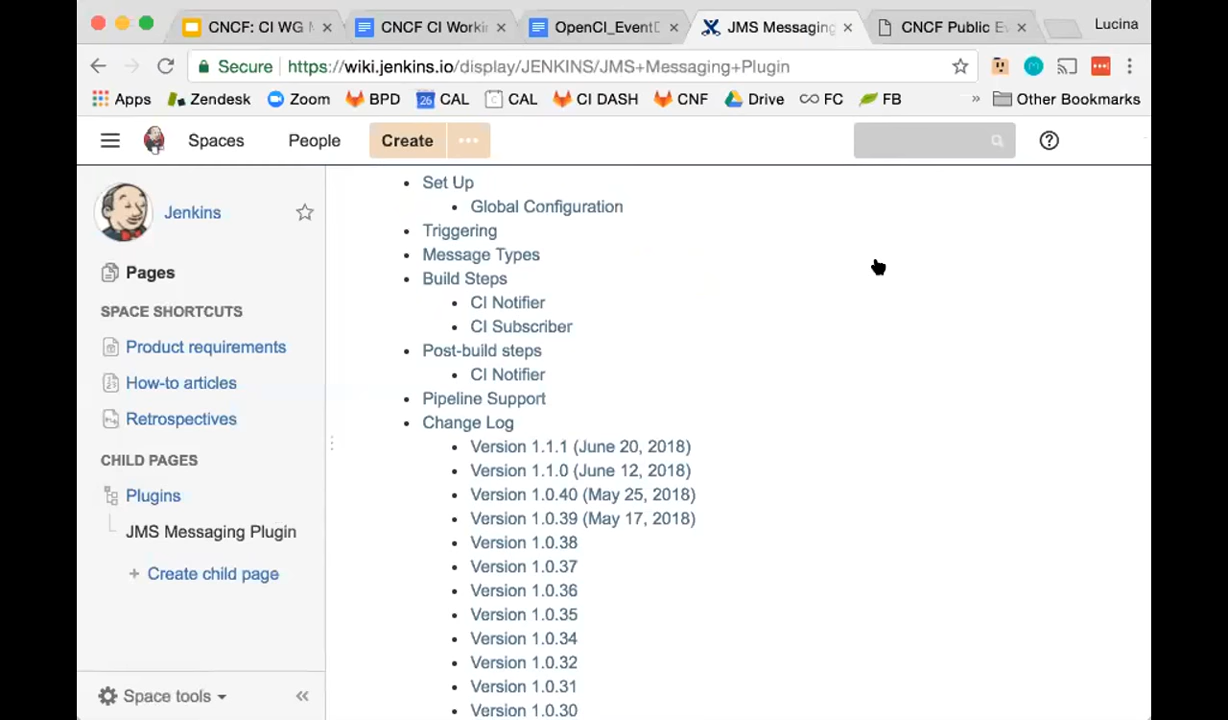 CNCF: CI WG
CNCF CI Workin
OpenCI_Event
JMS Messaging
CNCF Public Ev
Lucina
Secure https://wiki.jenkins.io/display/JENKINS/JMS+Messaging+Plugin
Apps Zendesk Zoom BPD 26 CAL CAL CI DASH CNF Drive FC FB » Other Bookmarks
Spaces People Create
Jenkins
Pages
SPACE SHORTCUTS
Product requirements
How-to articles
Retrospectives
CHILD PAGES
Plugins
JMS Messaging Plugin
+ Create child page
Space tools
Set Up
Global Configuration
Triggering
Message Types
Build Steps
CI Notifier
CI Subscriber
Post-build steps
CI Notifier
Pipeline Support
Change Log
Version 1.1.1 (June 20, 2018)
Version 1.1.0 (June 12, 2018)
Version 1.0.40 (May 25, 2018)
Version 1.0.39 (May 17, 2018)
Version 1.0.38
Version 1.0.37
Version 1.0.36
Version 1.0.35
Version 1.0.34
Version 1.0.32
Version 1.0.31
Version 1.0.30